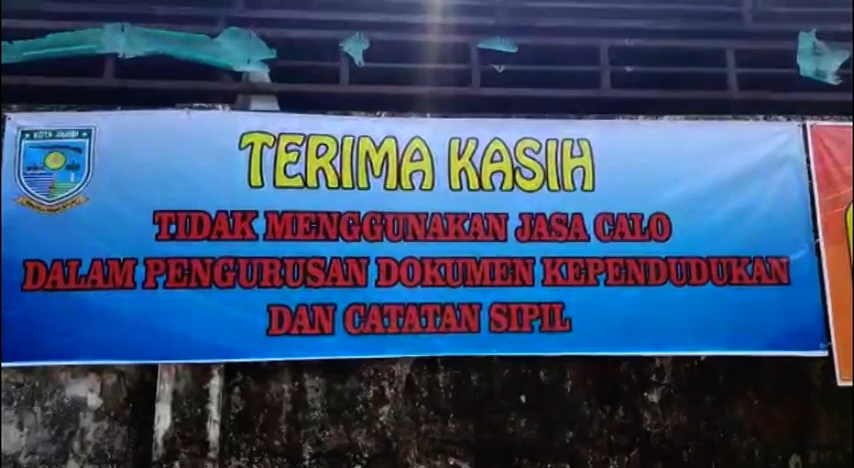 KOTA JAMBI
TERIMA KASIH
TIDAK MENGGUNAKAN JASA CALO
DALAM PENGURUSAN DOKUMEN KEPENDUDUKAN
DAN CATATAN SIPIL